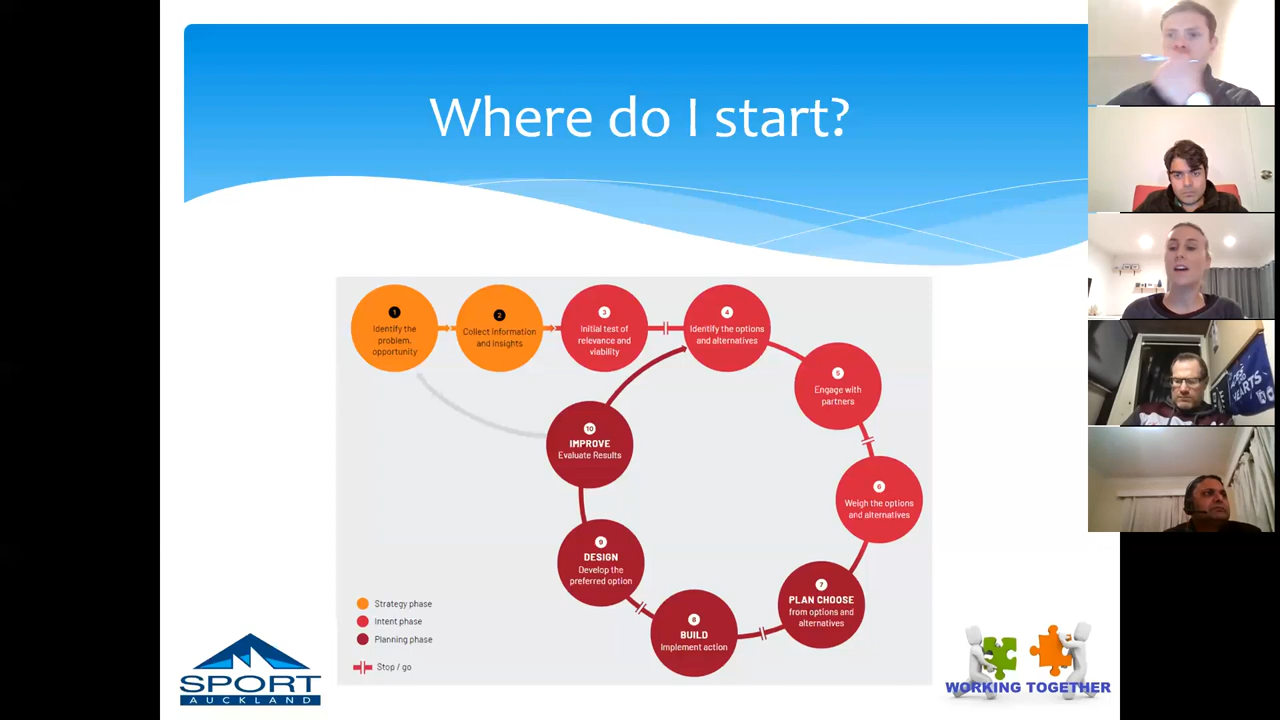 Where do I start?
1
Identify the
problem,
opportunity
2
Collect information
and insights
3
Initial test of
relevance and
viability
4
Identify the options
and alternatives
5
Engage with
partners
6
Weigh the options
and alternatives
7
PLAN CHOOSE
from options and
alternatives
8
BUILD
Implement action
9
DESIGN
Develop the
preferred option
10
IMPROVE
Evaluate Results
Strategy phase
Intent phase
Planning phase
Stop / go
SPORT
AUCKLAND
WORKING TOGETHER
HEARTS